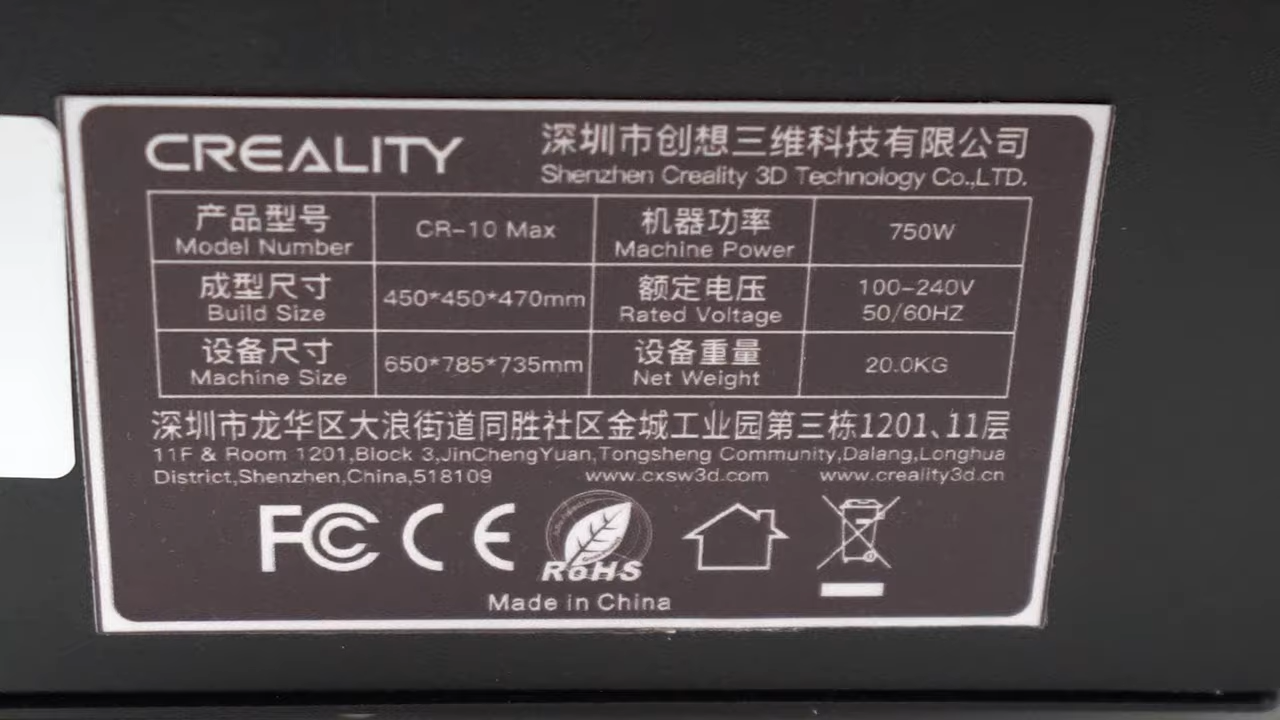 CREALITY
深圳市创想三维科技有限公司
Shenzhen Creality 3D Technology Co.,LTD.
产品型号 CR-10 Max 机器功率 750W
Model Number Machine Power
成型尺寸 450*450*470mm 额定电压 100-240V
Build Size Rated Voltage 50/60HZ
设备尺寸 650*785*735mm 设备重量 20.0KG
Machine Size Net Weight
深圳市龙华区大浪街道同胜社区金城工业园第三栋1201、11层
11F & Room 1201,Block 3,JinChengYuan,Tongsheng Community,Dalang,Longhua
District,Shenzhen,China,518109 www.cxsw3d.com www.creality3d.cn
FC CE RoHS
Made in China